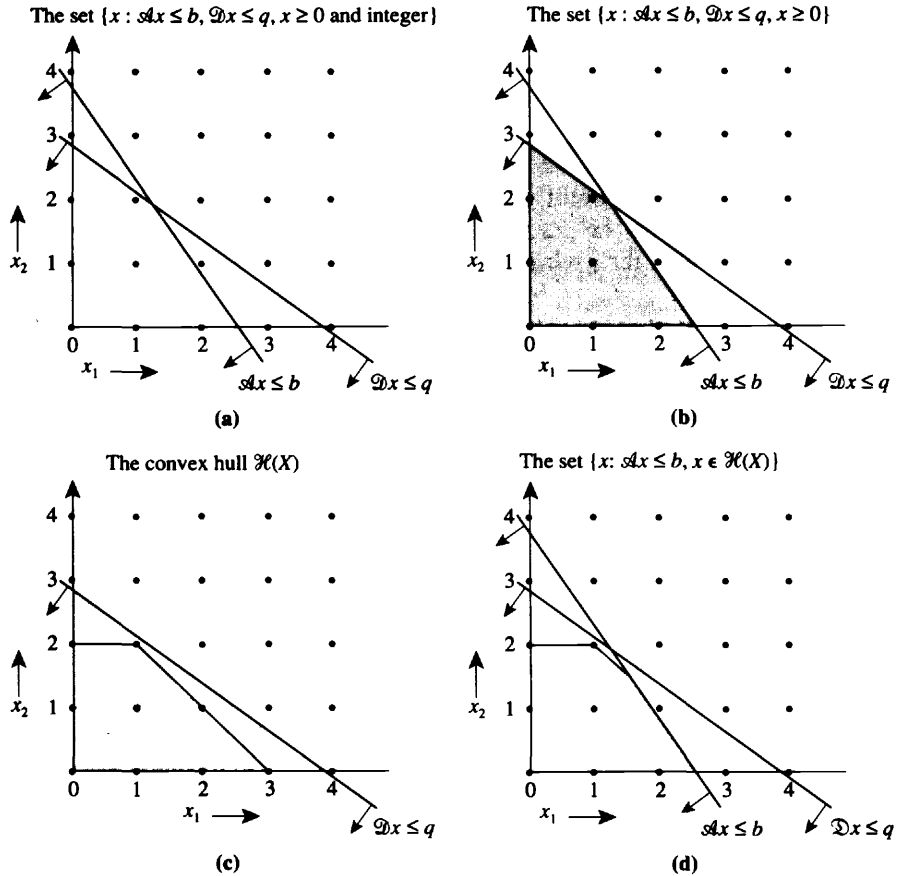 The set {x : 𝒜x ≤ b, 𝒟x ≤ q, x ≥ 0 and integer}
4
3
2
1
x₂
0 1 2 3 4
x₁
𝒜x ≤ b
𝒟x ≤ q
(a)
The set {x : 𝒜x ≤ b, 𝒟x ≤ q, x ≥ 0}
4
3
2
1
x₂
0 1 2 3 4
x₁
𝒜x ≤ b
𝒟x ≤ q
(b)
The convex hull ℋ(X)
4
3
2
1
x₂
0 1 2 3 4
x₁
𝒟x ≤ q
(c)
The set {x: 𝒜x ≤ b, x ϵ ℋ(X)}
4
3
2
1
x₂
0 1 2 3 4
x₁
𝒜x ≤ b
𝒟x ≤ q
(d)